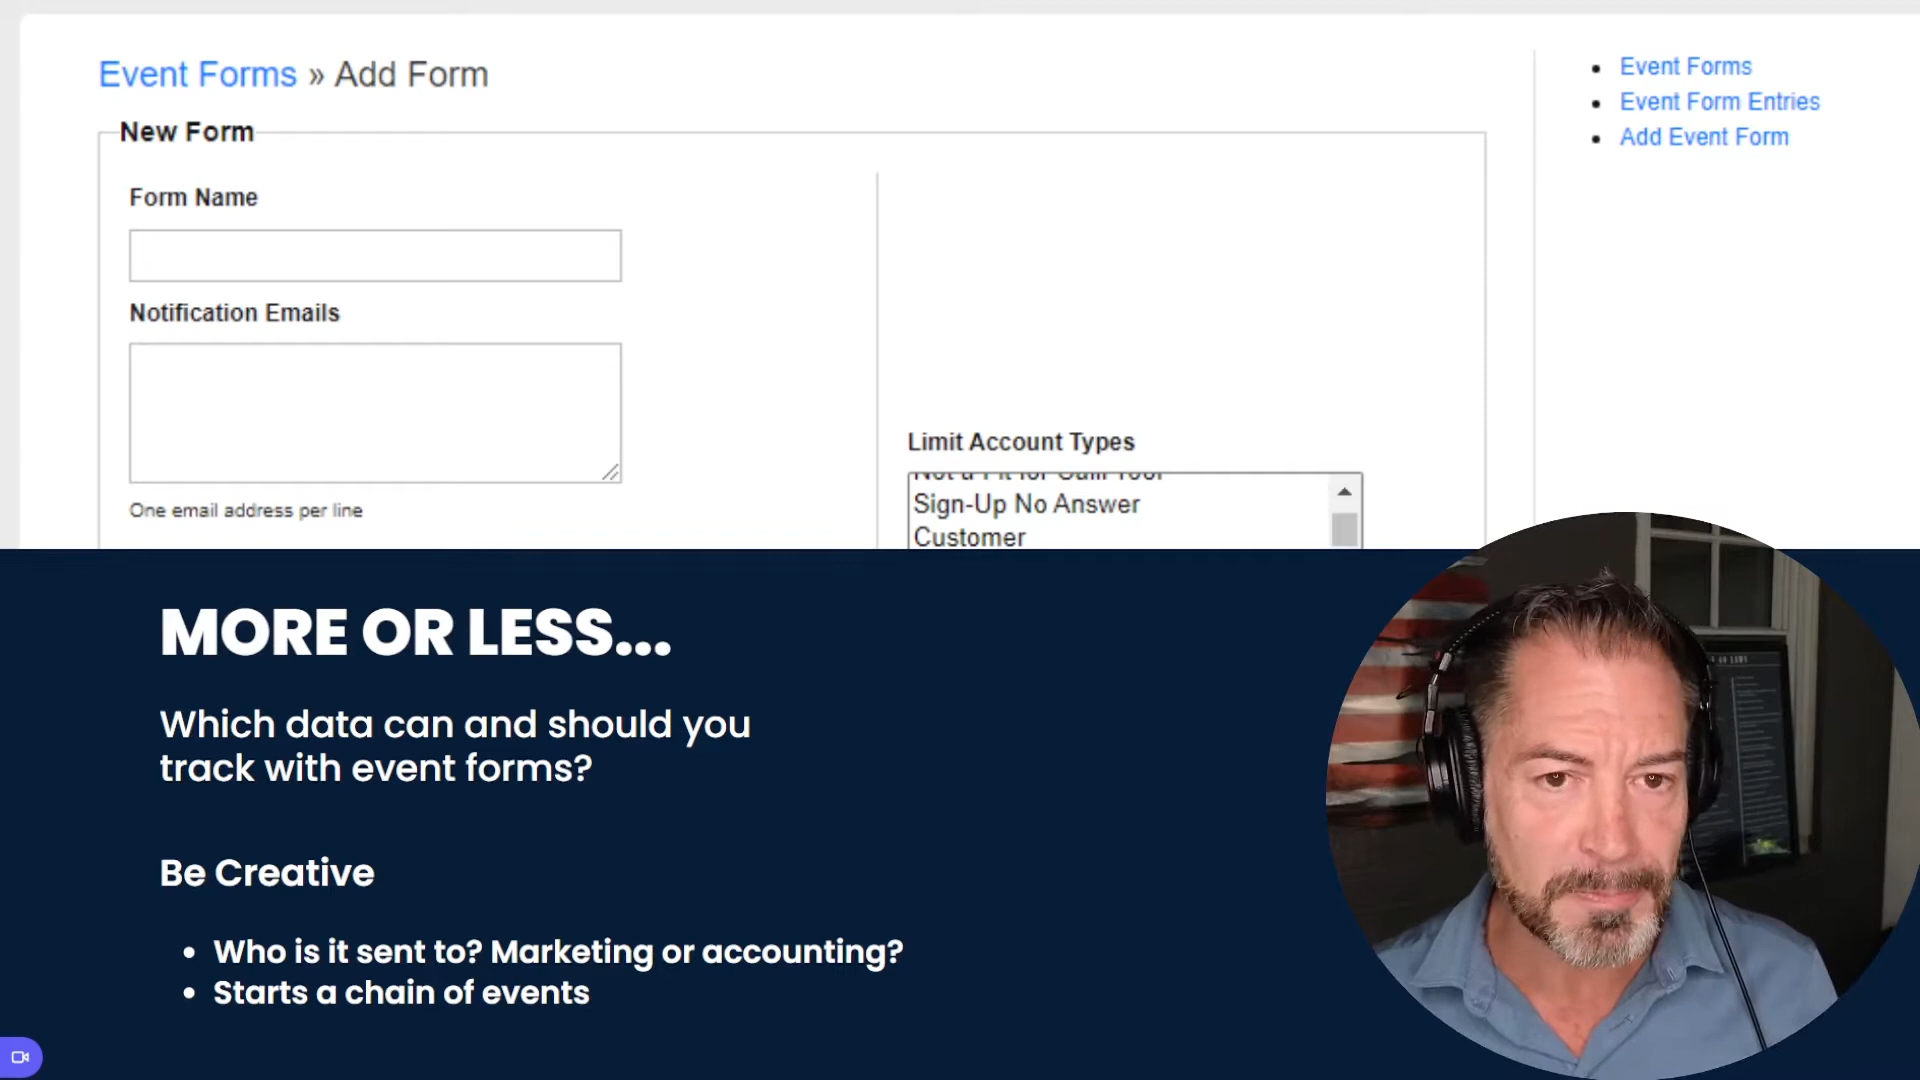 Event Forms » Add Form
New Form
Form Name
Notification Emails
One email address per line
Limit Account Types
Sign-Up No Answer
Customer
Event Forms
Event Form Entries
Add Event Form
MORE OR LESS...
Which data can and should you
track with event forms?
Be Creative
Who is it sent to? Marketing or accounting?
Starts a chain of events